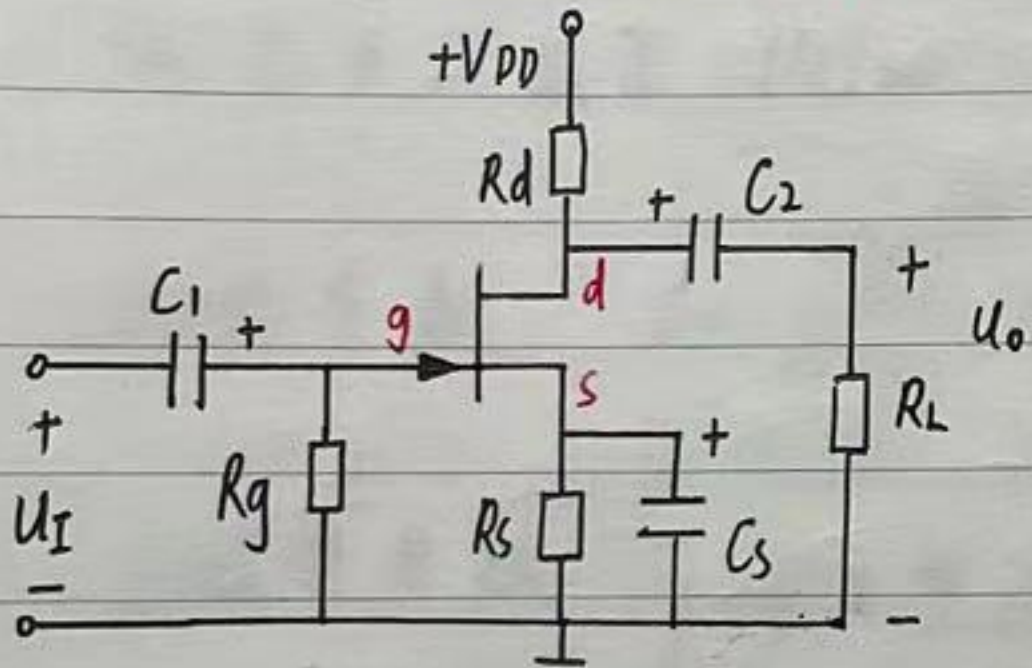 +VDD
Rd
+ C2
d
+
uo
C1
+
g
s
RL
+
UI
-
Rg
Rs
+
Cs
-